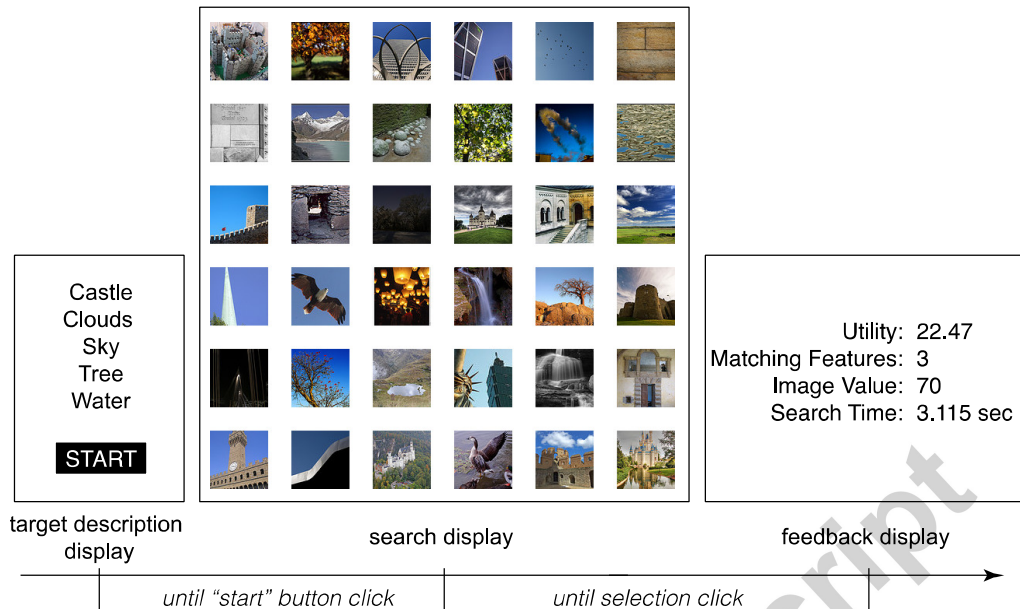 Castle
Clouds
Sky
Tree
Water
START
Utility: 22.47
Matching Features: 3
Image Value: 70
Search Time: 3.115 sec
target description
display
search display
feedback display
until “start” button click
until selection click
script